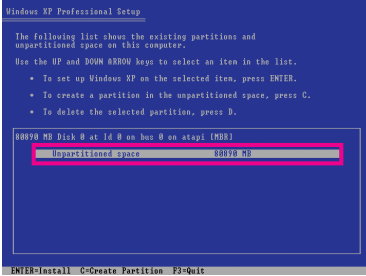 Windows XP Professional Setup
The following list shows the existing partitions and
unpartitioned space on this computer.
Use the UP and DOWN ARROW keys to select an item in the list.
• To set up Windows XP on the selected item, press ENTER.
• To create a partition in the unpartitioned space, press C.
• To delete the selected partition, press D.
80890 MB Disk 0 at Id 0 on bus 0 on atapi [MBR]
Unpartitioned space 80890 MB
ENTER=Install C=Create Partition F3=Quit